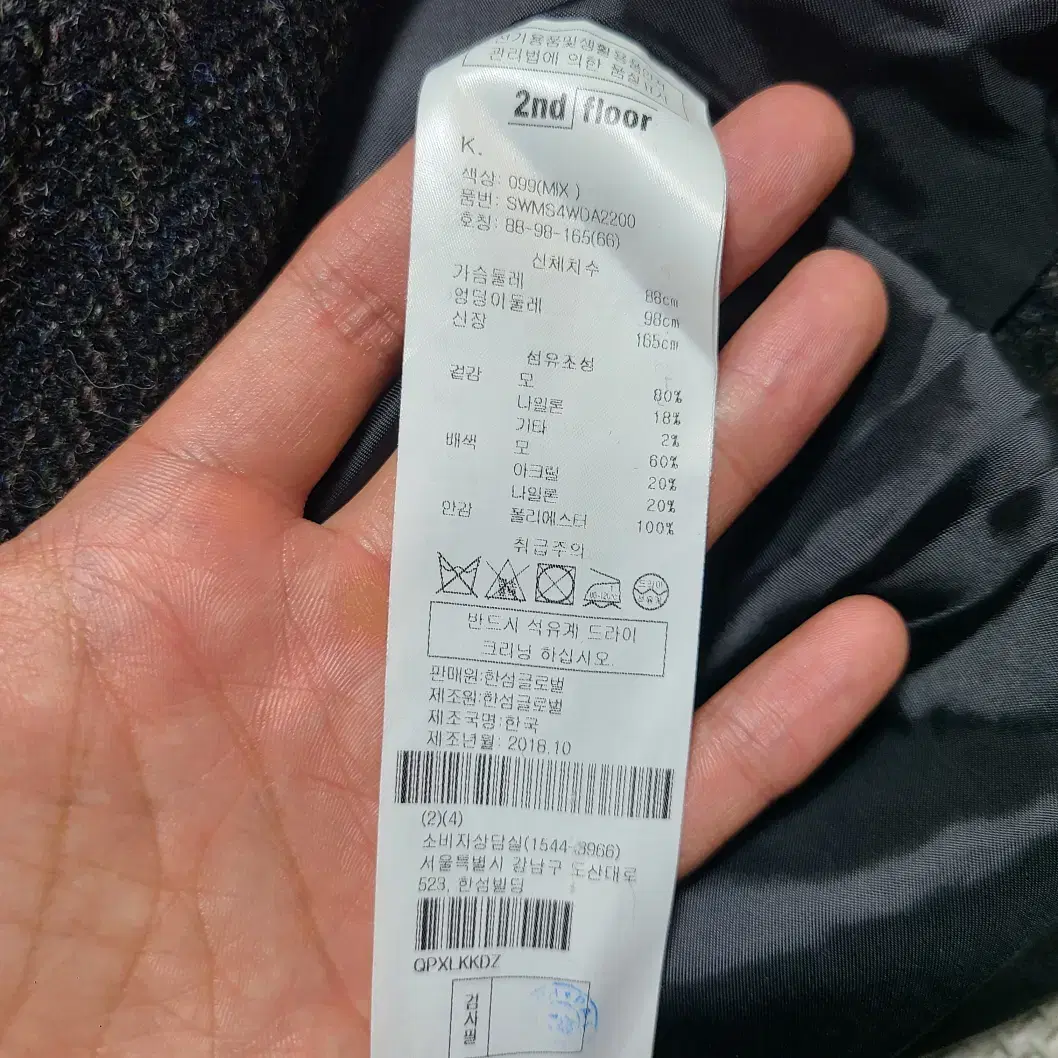 관리법에 의한 품질표시
2nd floor
K.
색상: 099(MIX )
품번: SWMS4WDA2200
호칭: 88-98-165(66)
신체치수
가슴둘레 88cm
엉덩이둘레 98cm
신장 165cm
섬유조성
겉감 모 80%
나일론 18%
기타 2%
배색 모 60%
아크릴 20%
나일론 20%
안감 폴리에스터 100%
취급주의
드라이
석유계
반드시 석유계 드라이
크리닝 하십시오.
판매원:한섬글로벌
제조원:한섬글로벌
제조국명:한국
제조년월: 2018.10
(2)(4)
소비자상담실(1544-3966)
서울특별시 강남구 도산대로
523, 한섬빌딩
QPXLKKDZ
검사필